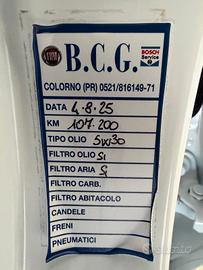 FIAT B.C.G. BOSCH Service
COLORNO (PR) 0521/816149-71
DATA 4.8.25
KM 107.200
TIPO OLIO 5W30
FILTRO OLIO SI
FILTRO ARIA SI
FILTRO CARB.
FILTRO ABITACOLO
CANDELE
FRENI
PNEUMATICI
subito